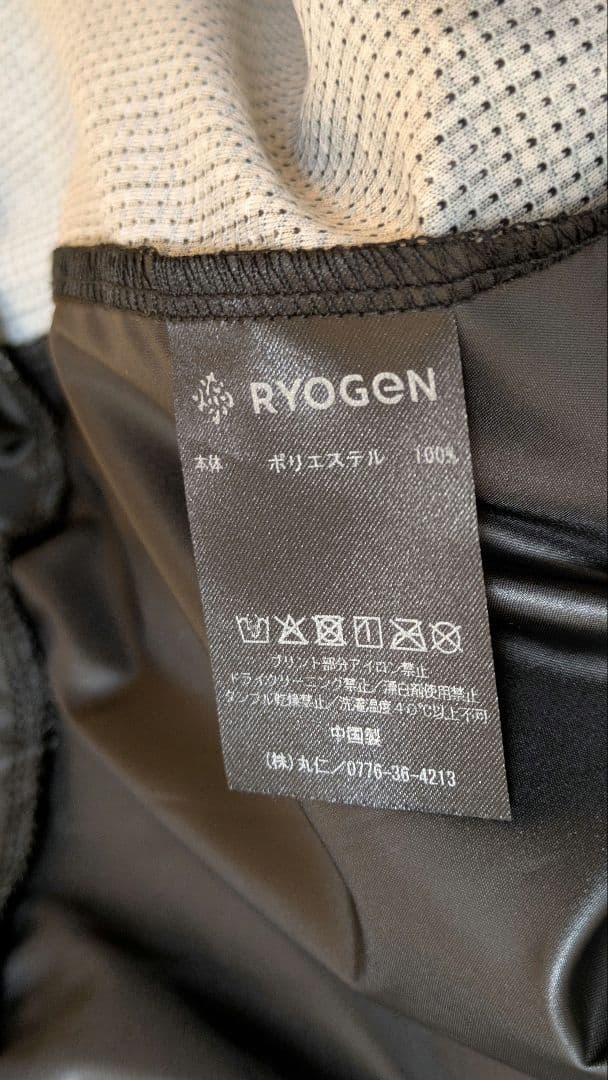 RYOGEN
本体 ポリエステル 100%
プリント部分アイロン禁止
ドライクリーニング禁止/漂白剤使用禁止
タンブル乾燥禁止/洗濯温度40℃以上不可
中国製
(株)丸仁/0776-36-4213